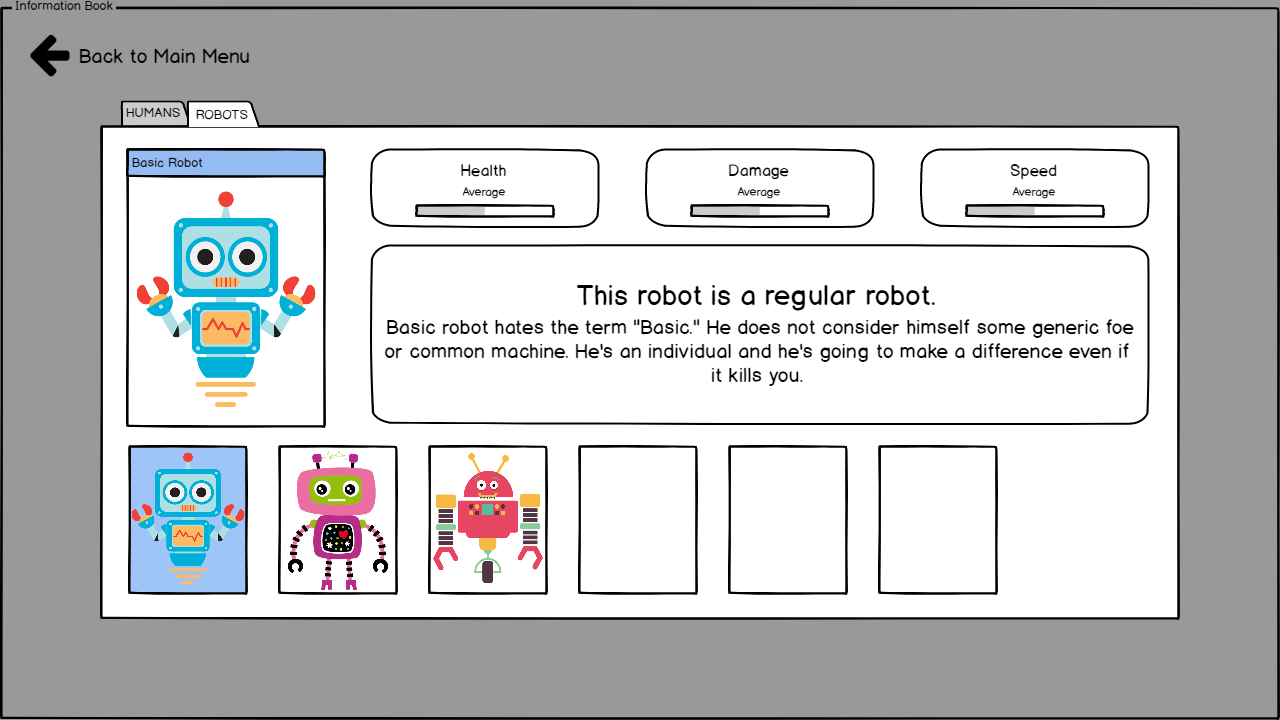 Information Book
Back to Main Menu
HUMANS
ROBOTS
Basic Robot
Health
Average
Damage
Average
Speed
Average
This robot is a regular robot.
Basic robot hates the term "Basic." He does not consider himself some generic foe
or common machine. He's an individual and he's going to make a difference even if
it kills you.